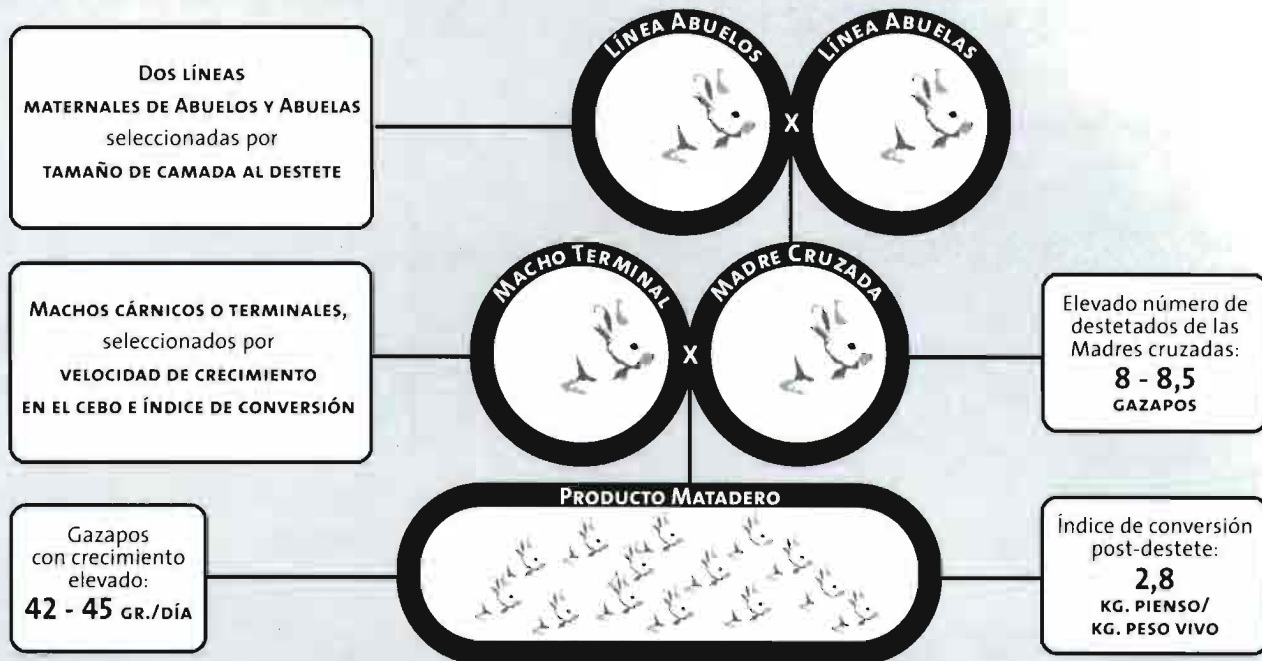 DOS LÍNEAS
MATERNALES DE ABUELOS Y ABUELAS
seleccionadas por
TAMAÑO DE CAMADA AL DESTETE
LÍNEA ABUELOS
X
LÍNEA ABUELAS
MACHOS CÁRNICOS O TERMINALES,
seleccionados por
VELOCIDAD DE CRECIMIENTO
EN EL CEBO E ÍNDICE DE CONVERSIÓN
MACHO TERMINAL
X
MADRE CRUZADA
Elevado número de
destetados de las
Madres cruzadas:
8 - 8,5
GAZAPOS
Gazapos
con crecimiento
elevado:
42 - 45 GR./DÍA
PRODUCTO MATADERO
Índice de conversión
post-destete:
2,8
KG. PIENSO/
KG. PESO VIVO